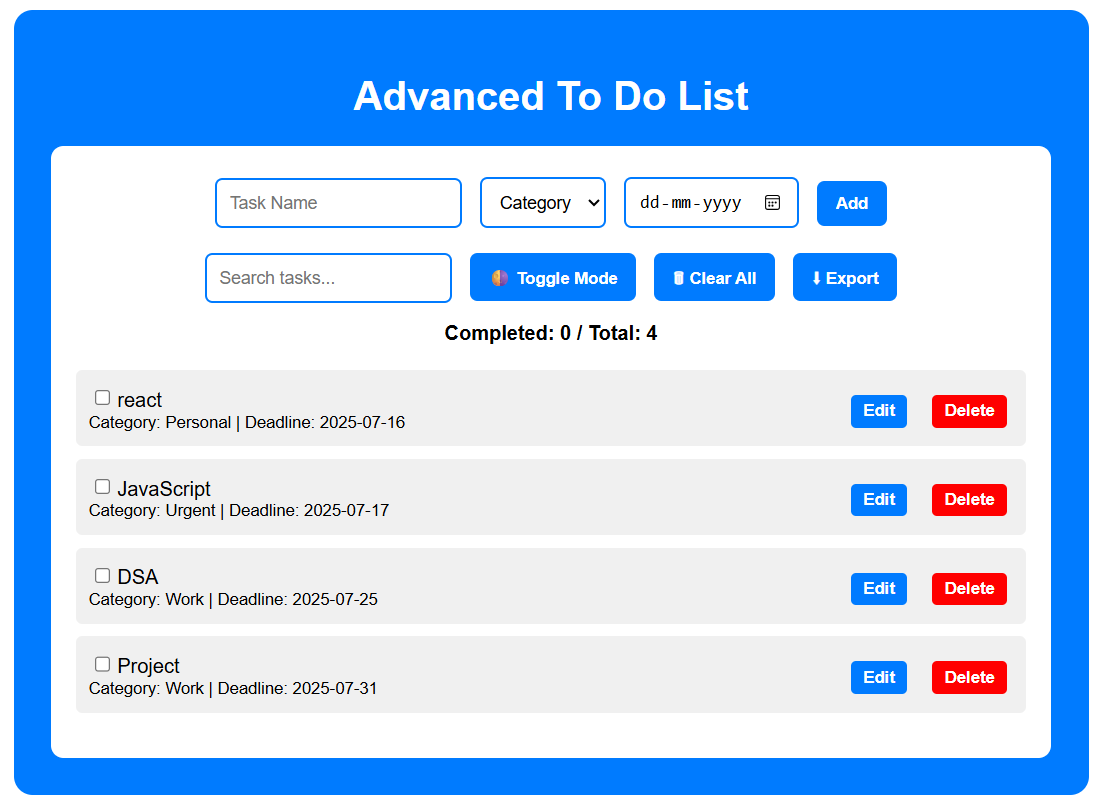 Advanced To Do List
Task Name Category dd-mm-yyyy Add
Search tasks... Toggle Mode Clear All Export
Completed: 0 / Total: 4
react
Category: Personal | Deadline: 2025-07-16 Edit Delete
JavaScript
Category: Urgent | Deadline: 2025-07-17 Edit Delete
DSA
Category: Work | Deadline: 2025-07-25 Edit Delete
Project
Category: Work | Deadline: 2025-07-31 Edit Delete